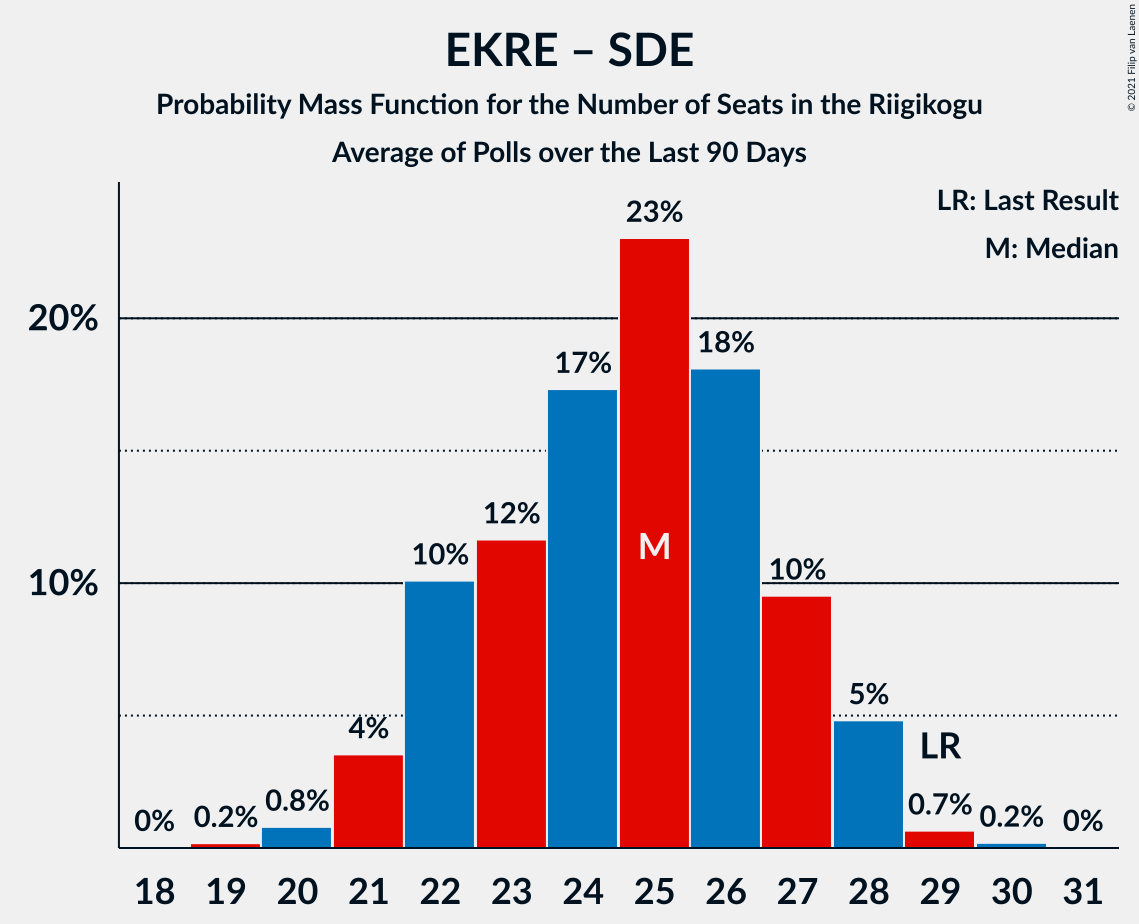 EKRE – SDE
Probability Mass Function for the Number of Seats in the Riigikogu
Average of Polls over the Last 90 Days
© 2021 Filip van Laenen
LR: Last Result
M: Median
20%
10%
0%
0.2%
0.8%
4%
10%
12%
17%
23%
18%
10%
5%
0.7%
0.2%
0%
M
LR
18 19 20 21 22 23 24 25 26 27 28 29 30 31